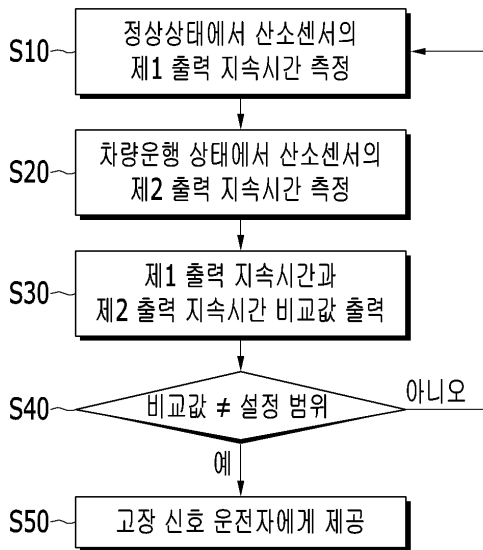 S10
정상상태에서 산소센서의
제1 출력 지속시간 측정
S20
차량운행 상태에서 산소센서의
제2 출력 지속시간 측정
S30
제1 출력 지속시간과
제2 출력 지속시간 비교값 출력
S40
비교값 ≠ 설정 범위
아니오
예
S50
고장 신호 운전자에게 제공